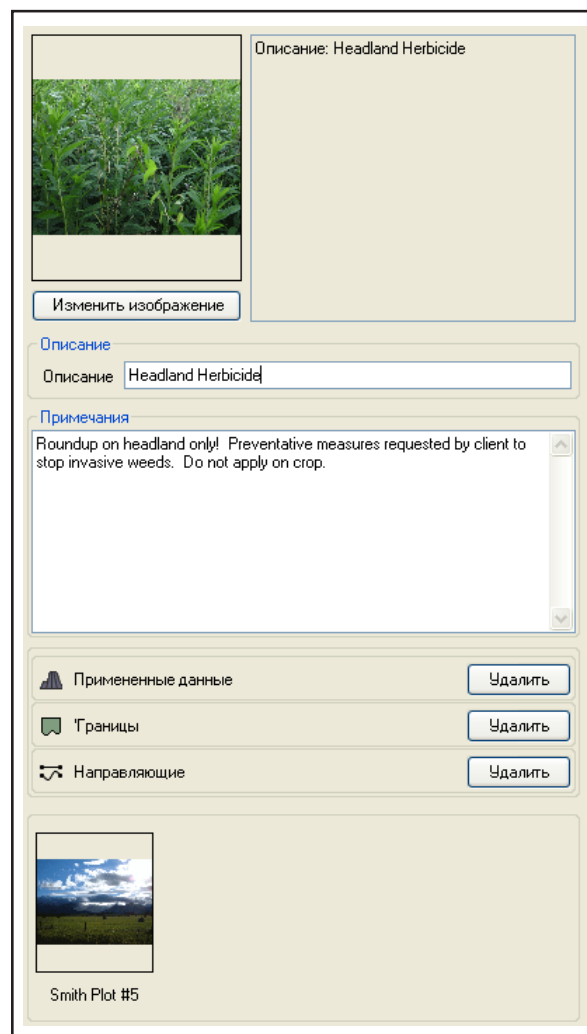 Описание: Headland Herbicide
Изменить изображение
Описание
Описание Headland Herbicide
Примечания
Roundup on headland only!  Preventative measures requested by client to
stop invasive weeds.  Do not apply on crop.
Примененные данные Удалить
'Границы Удалить
Направляющие Удалить
Smith Plot #5